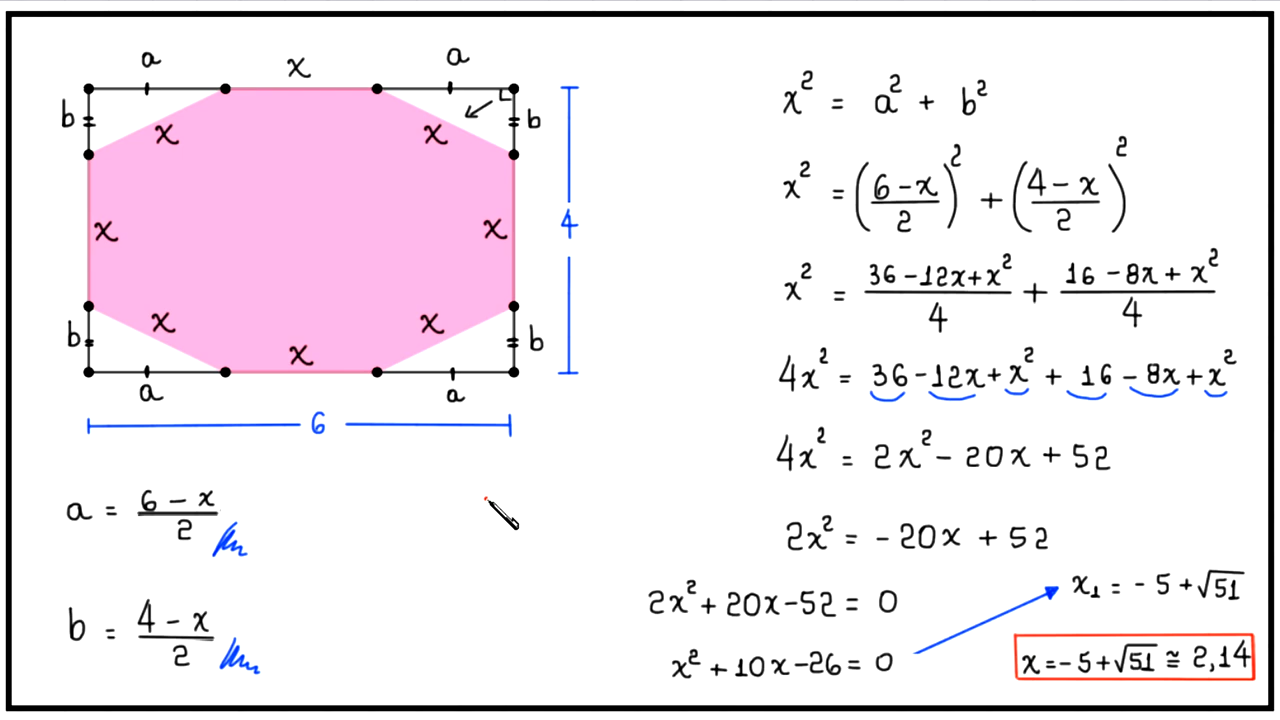 a x a
b x x b
x x 4
b x x b
x
a a
6
a = (6 - x)/2
b = (4 - x)/2
x² = a² + b²
x² = ((6 - x)/2)² + ((4 - x)/2)²
x² = (36 - 12x + x²)/4 + (16 - 8x + x²)/4
4x² = 36 - 12x + x² + 16 - 8x + x²
4x² = 2x² - 20x + 52
2x² = - 20x + 52
2x² + 20x - 52 = 0
x² + 10x - 26 = 0
x₁ = - 5 + √51
x = - 5 + √51 ≅ 2,14